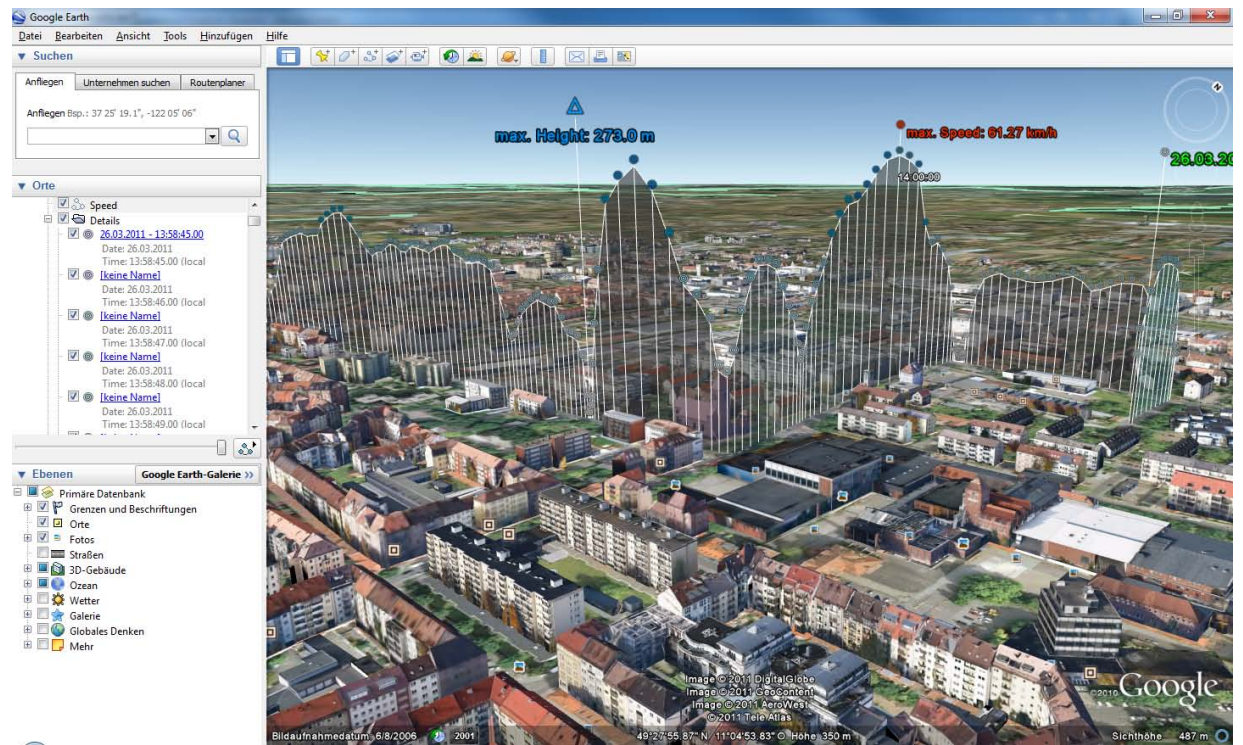 Google Earth
Datei Bearbeiten Ansicht Tools Hinzufügen Hilfe
Suchen
Anfliegen Unternehmen suchen Routenplaner
Anfliegen Bsp.: 37 25' 19.1", -122 05' 06"
Orte
Speed
Details
26.03.2011 - 13:58:45.00
Date: 26.03.2011
Time: 13:58:45.00 (local
[keine Name]
Date: 26.03.2011
Time: 13:58:46.00 (local
[keine Name]
Date: 26.03.2011
Time: 13:58:47.00 (local
[keine Name]
Date: 26.03.2011
Time: 13:58:48.00 (local
[keine Name]
Date: 26.03.2011
Time: 13:58:49.00 (local
Ebenen Google Earth-Galerie >>
Primäre Datenbank
Grenzen und Beschriftungen
Orte
Fotos
Straßen
3D-Gebäude
Ozean
Wetter
Galerie
Globales Denken
Mehr
max. Height: 273.0 m
max. Speed: 61.27 km/h
26.03.20
14:00:00
Image © 2011 DigitalGlobe
Image © 2011 GeoContent
Image © 2011 AeroWest
© 2011 Tele Atlas
©2010 Google
Bildaufnahmedatum 6/8/2006 2001 49°27'55.87" N 11°04'53.83" O Höhe 350 m Sichthöhe 487 m